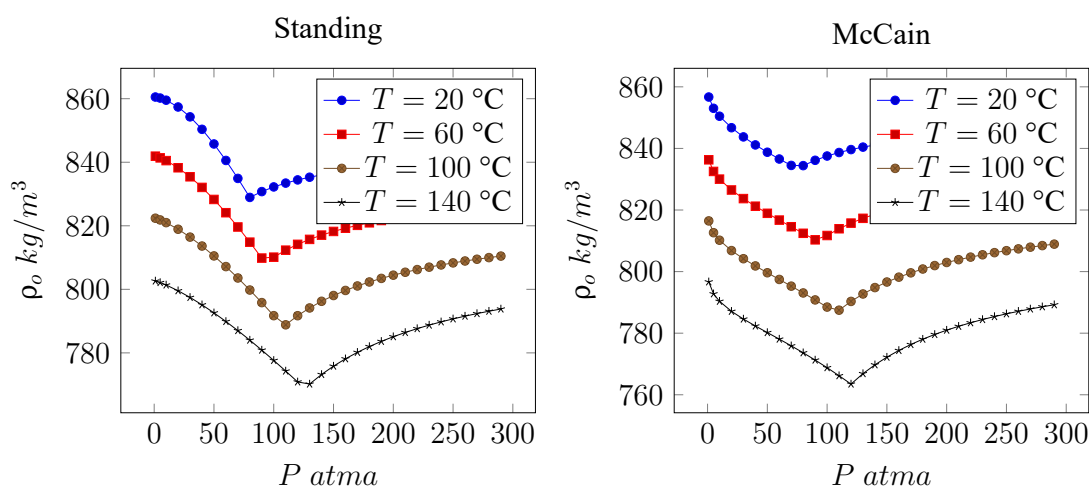 Standing
860
840
820
800
780
0
50
100
150
200
250
300
ρo kg/m³
P atma
T = 20 °C
T = 60 °C
T = 100 °C
T = 140 °C
McCain
860
840
820
800
780
760
0
50
100
150
200
250
300
ρo kg/m³
P atma
T = 20 °C
T = 60 °C
T = 100 °C
T = 140 °C